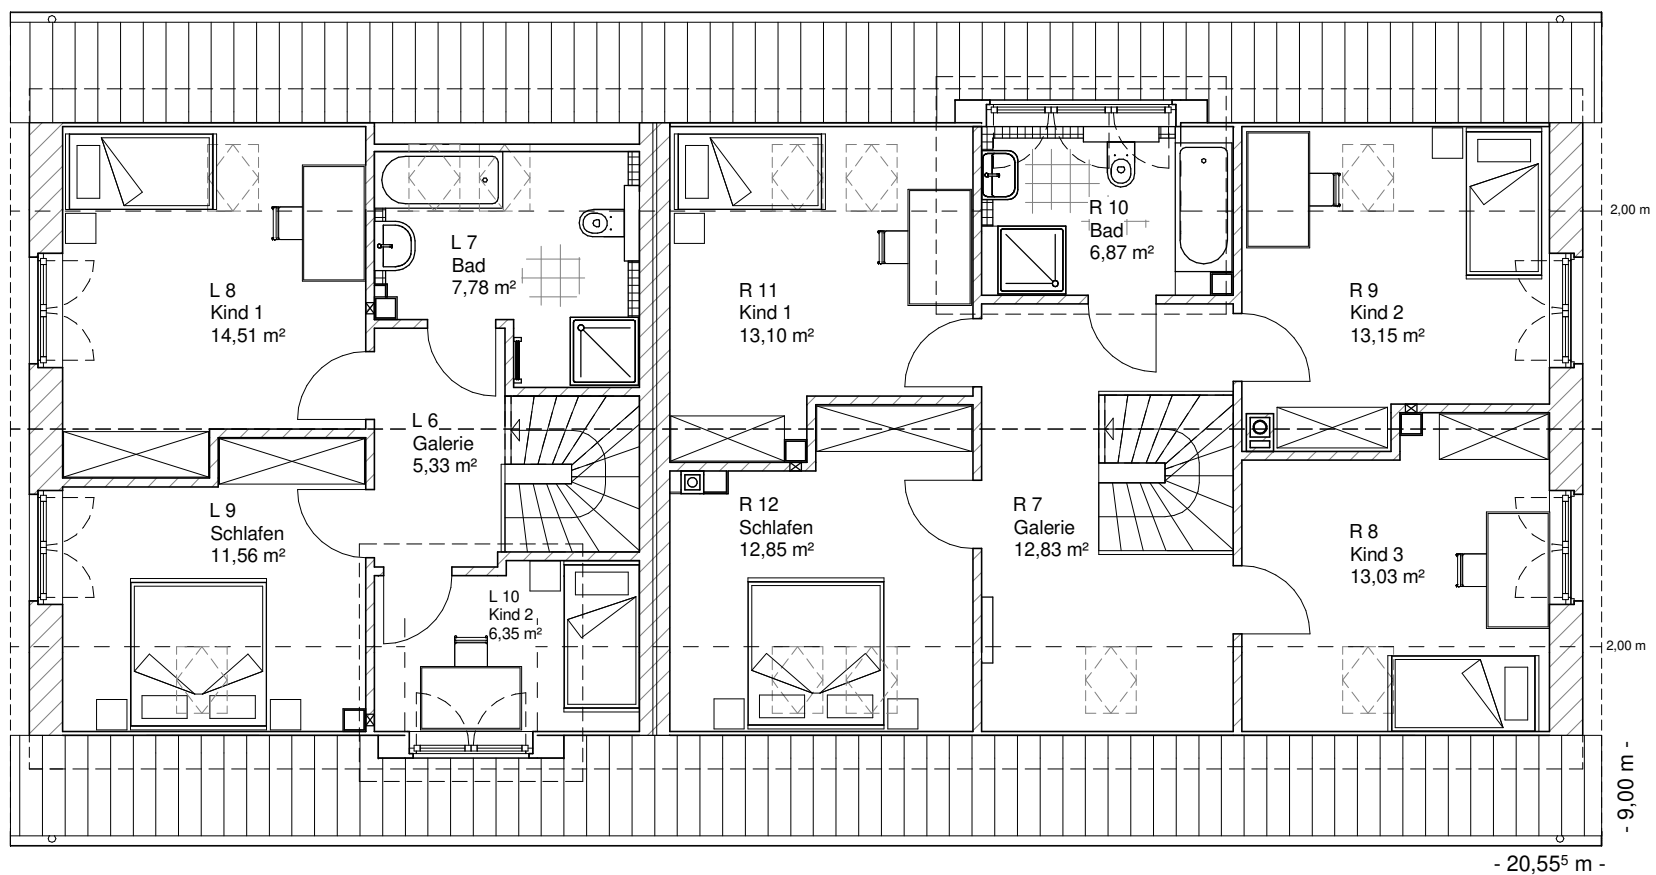 2,00 m
L 8
Kind 1
14,51 m²
L 7
Bad
7,78 m²
R 11
Kind 1
13,10 m²
R 10
Bad
6,87 m²
R 9
Kind 2
13,15 m²
L 6
Galerie
5,33 m²
L 9
Schlafen
11,56 m²
L 10
Kind 2
6,35 m²
R 12
Schlafen
12,85 m²
R 7
Galerie
12,83 m²
R 8
Kind 3
13,03 m²
2,00 m
- 9,00 m -
- 20,55⁵ m -